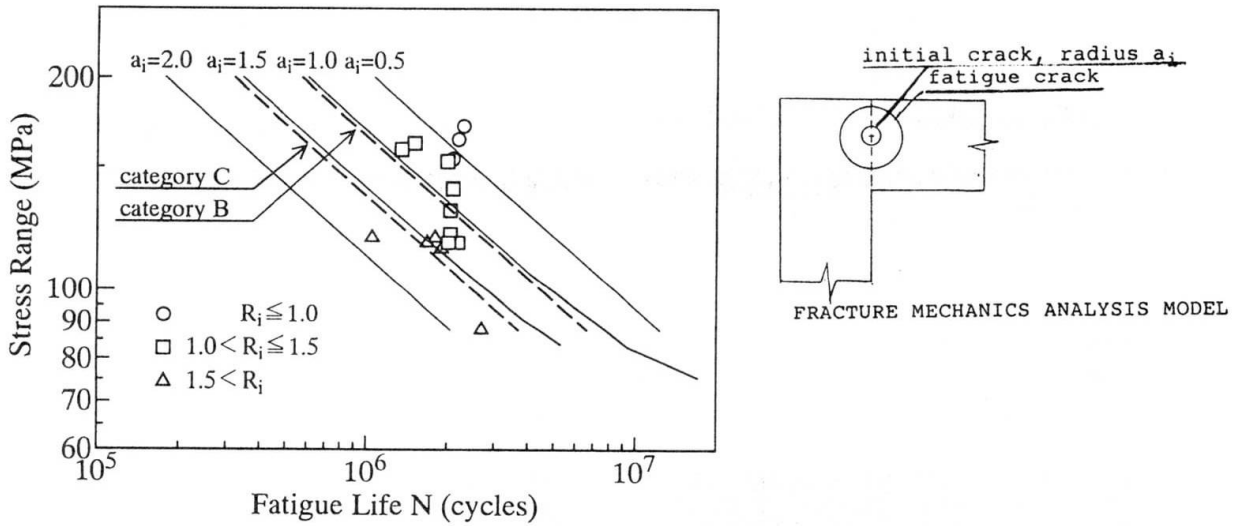 a_i=2.0 a_i=1.5 a_i=1.0 a_i=0.5
200
category C
category B
100
90
80
70
60
○ R_i≦1.0
□ 1.0<R_i≦1.5
△ 1.5<R_i
10^5 10^6 10^7
Stress Range (MPa)
Fatigue Life N (cycles)
initial crack, radius a_i
fatigue crack
FRACTURE MECHANICS ANALYSIS MODEL